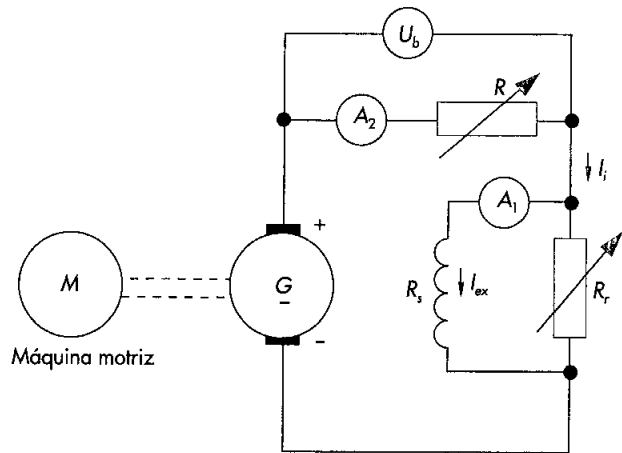 U_b
R
A_2
I_i
A_1
+
M
G
–
R_s
I_ex
R_r
–
Máquina motriz